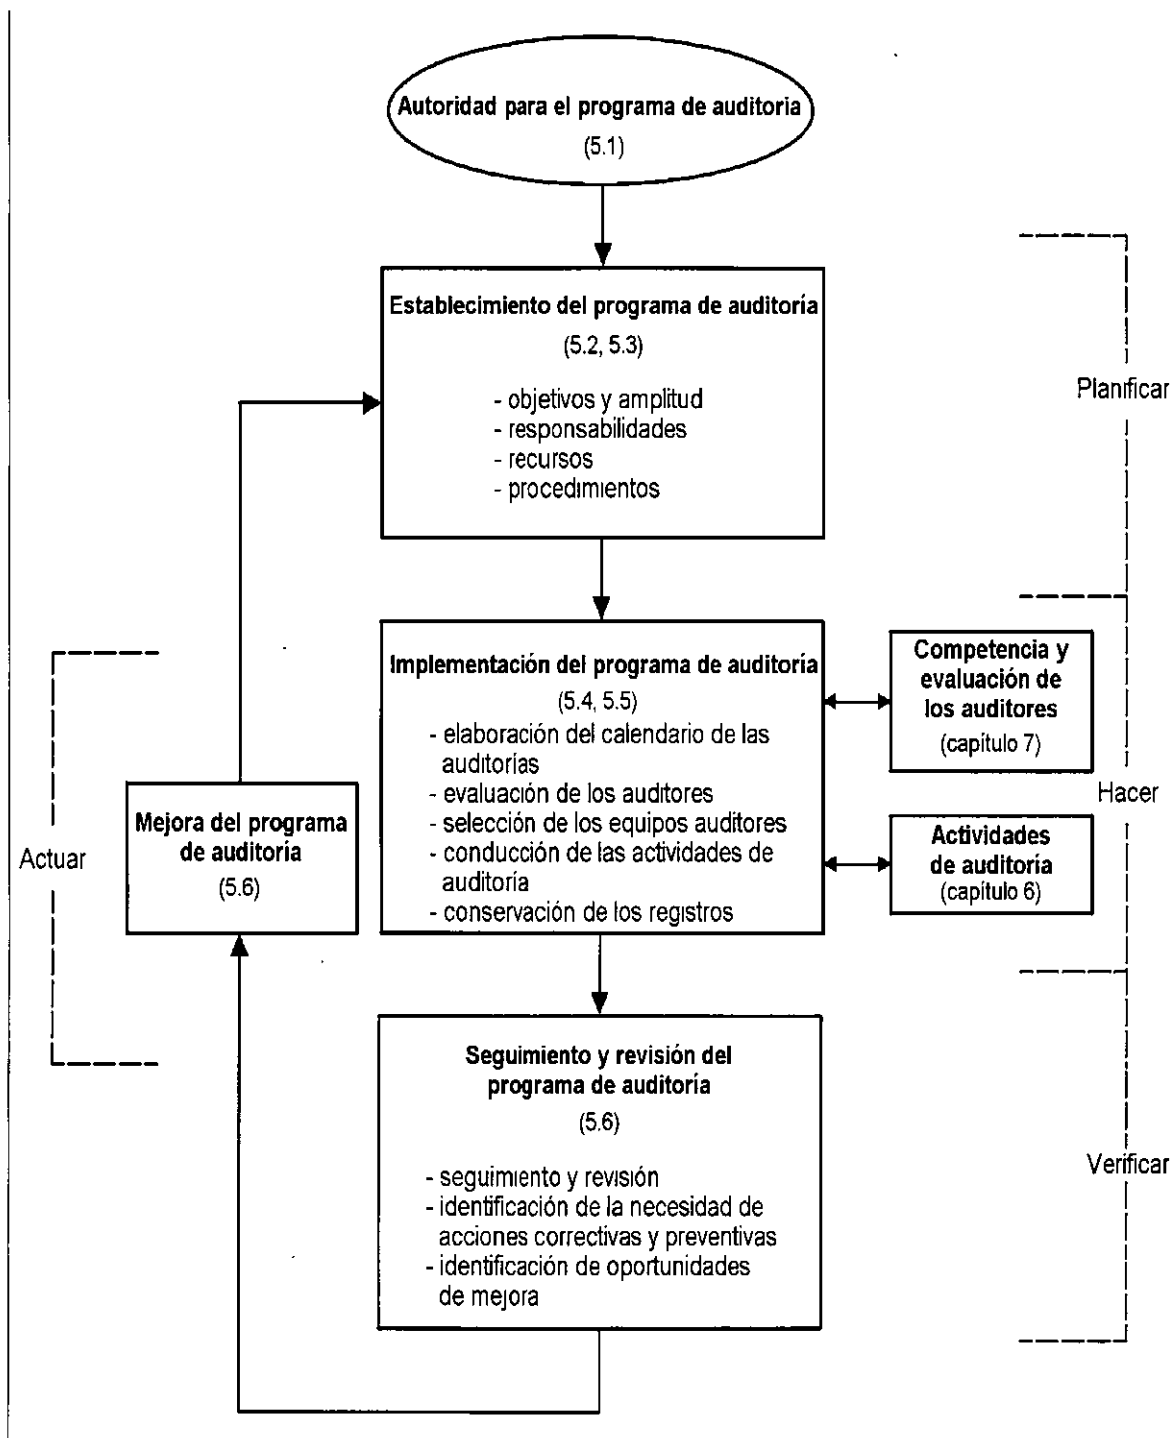 Autoridad para el programa de auditoria
(5.1)
Establecimiento del programa de auditoría
(5.2, 5.3)
- objetivos y amplitud
- responsabilidades
- recursos
- procedimientos
Planificar
Implementación del programa de auditoría
(5.4, 5.5)
- elaboración del calendario de las
auditorías
- evaluación de los auditores
- selección de los equipos auditores
- conducción de las actividades de
auditoría
- conservación de los registros
Competencia y
evaluación de
los auditores
(capítulo 7)
Hacer
Actividades
de auditoría
(capítulo 6)
Mejora del programa
de auditoría
(5.6)
Actuar
Seguimiento y revisión del
programa de auditoría
(5.6)
- seguimiento y revisión
- identificación de la necesidad de
acciones correctivas y preventivas
- identificación de oportunidades
de mejora
Verificar